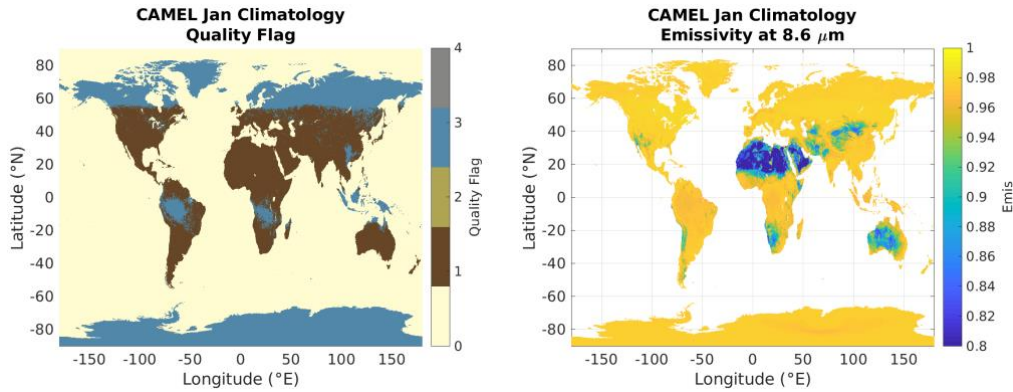 CAMEL Jan Climatology
Quality Flag
80
60
40
20
0
-20
-40
-60
-80
Latitude (°N)
-150 -100 -50 0 50 100 150
Longitude (°E)
4
3
2
1
0
Quality Flag
CAMEL Jan Climatology
Emissivity at 8.6 μm
80
60
40
20
0
-20
-40
-60
-80
Latitude (°N)
-150 -100 -50 0 50 100 150
Longitude (°E)
1
0.98
0.96
0.94
0.92
0.9
0.88
0.86
0.84
0.82
0.8
Emis